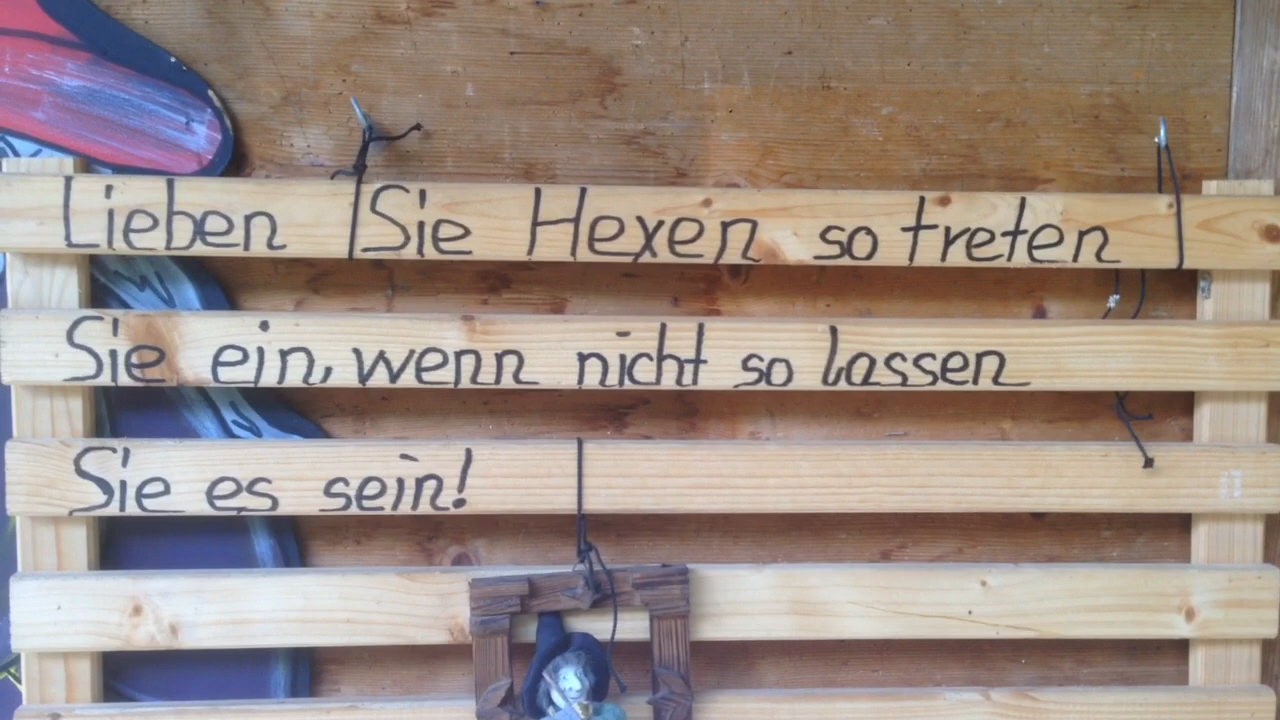 Lieben Sie Hexen so treten
Sie ein, wenn nicht so lassen
Sie es sein!